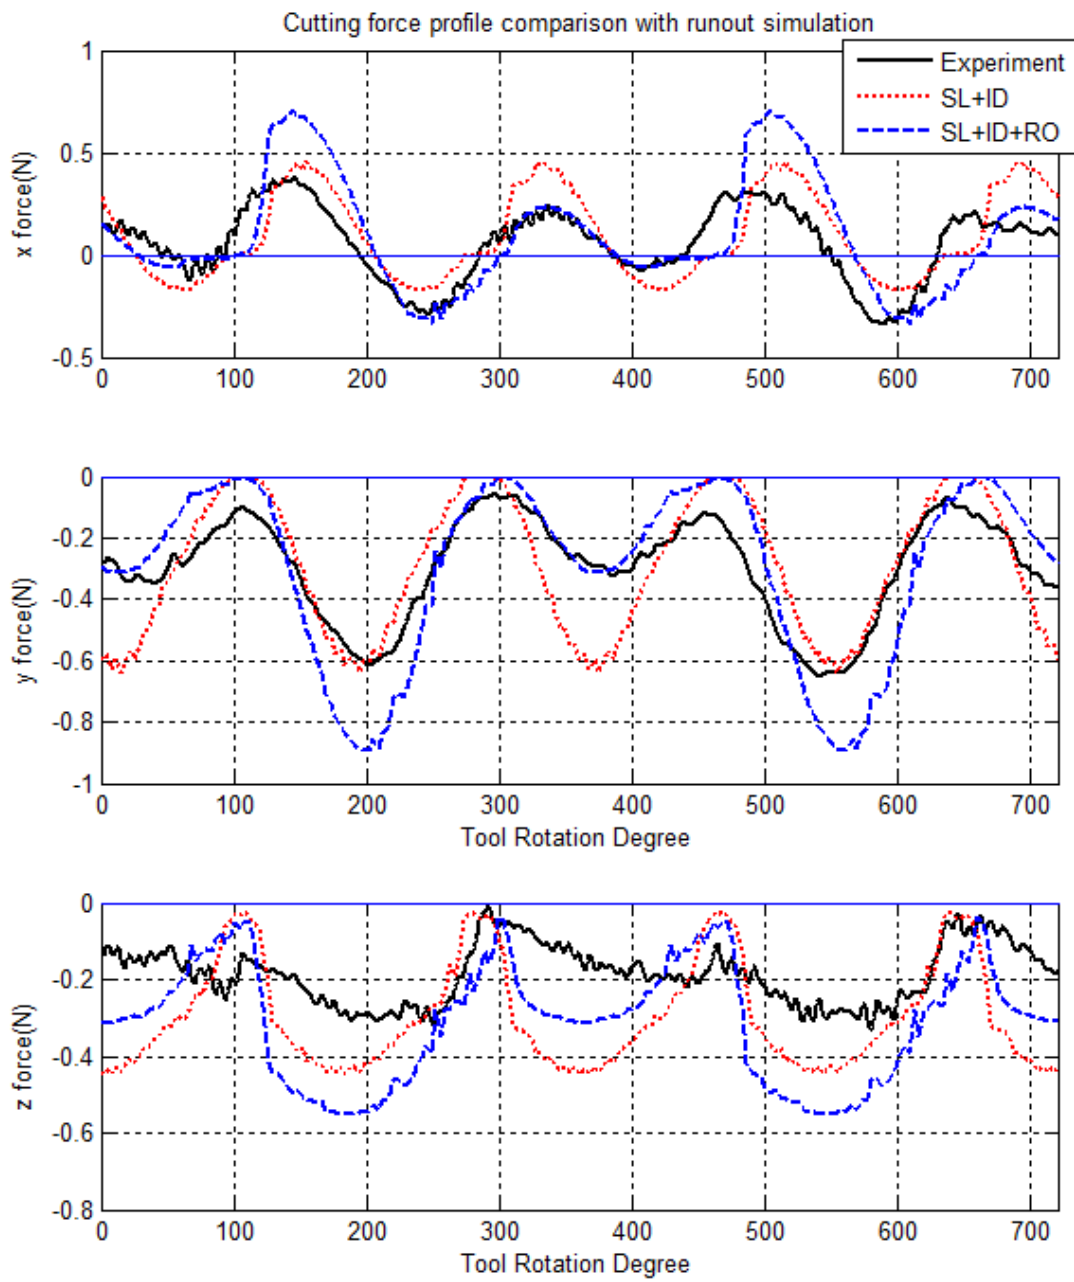 Cutting force profile comparison with runout simulation
Experiment
SL+ID
SL+ID+RO
x force(N)
1
0.5
0
-0.5
0 100 200 300 400 500 600 700
y force(N)
0
-0.2
-0.4
-0.6
-0.8
-1
0 100 200 300 400 500 600 700
Tool Rotation Degree
z force(N)
0
-0.2
-0.4
-0.6
-0.8
0 100 200 300 400 500 600 700
Tool Rotation Degree